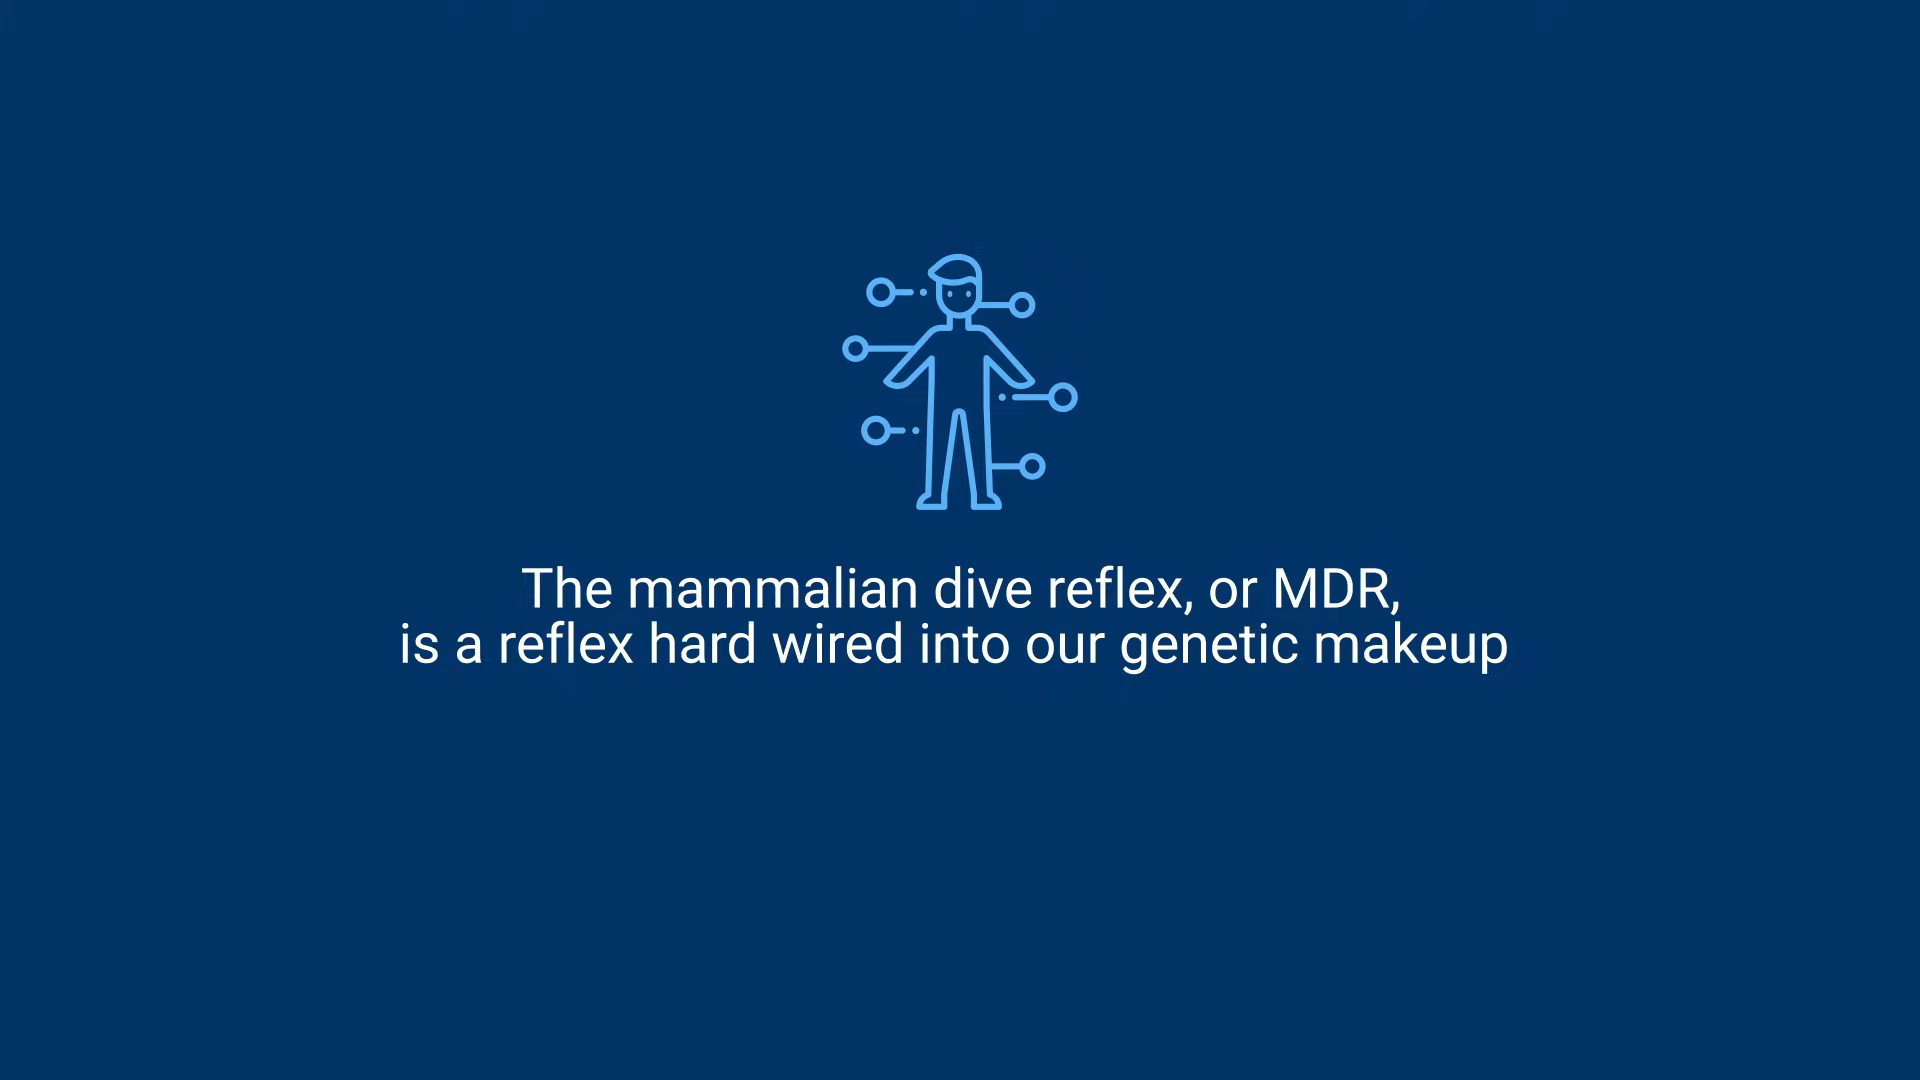 The mammalian dive reflex, or MDR,
is a reflex hard wired into our genetic makeup